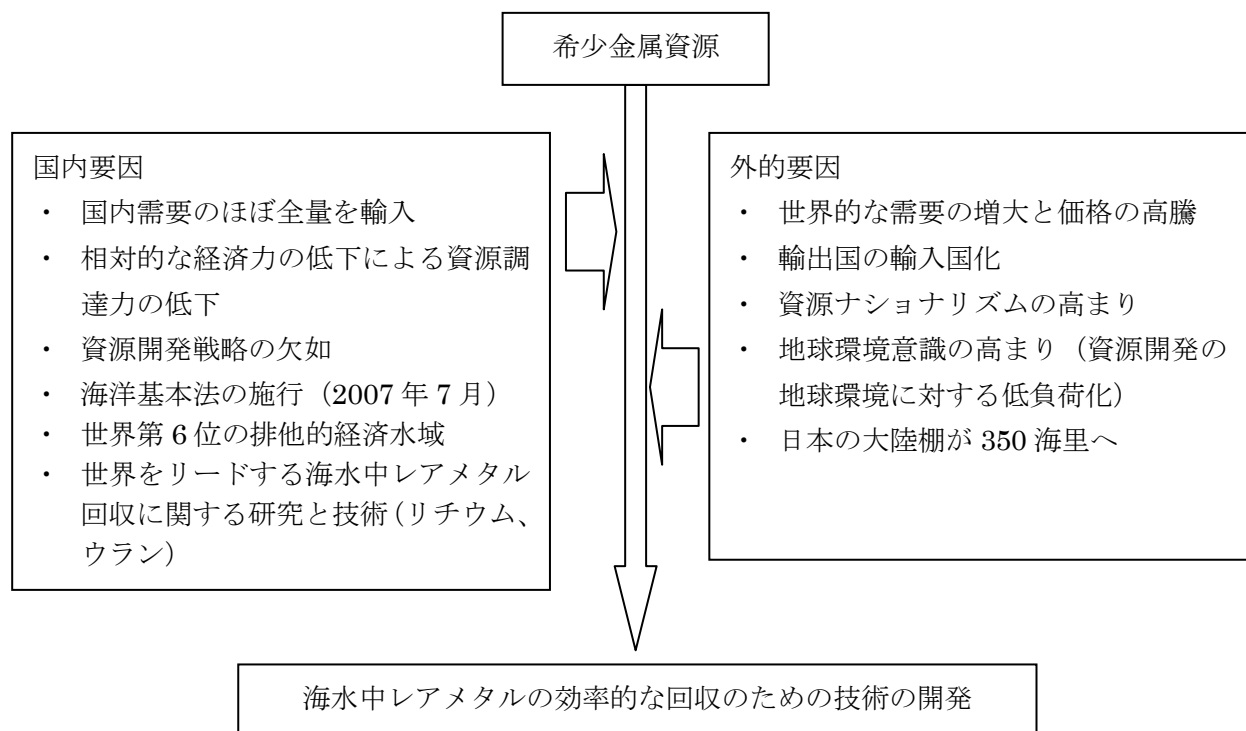 希少金属資源
国内要因
・ 国内需要のほぼ全量を輸入
・ 相対的な経済力の低下による資源調
達力の低下
・ 資源開発戦略の欠如
・ 海洋基本法の施行（2007 年 7 月）
・ 世界第 6 位の排他的経済水域
・ 世界をリードする海水中レアメタル
回収に関する研究と技術（リチウム、
ウラン）
外的要因
・ 世界的な需要の増大と価格の高騰
・ 輸出国の輸入国化
・ 資源ナショナリズムの高まり
・ 地球環境意識の高まり（資源開発の
地球環境に対する低負荷化）
・ 日本の大陸棚が 350 海里へ
海水中レアメタルの効率的な回収のための技術の開発